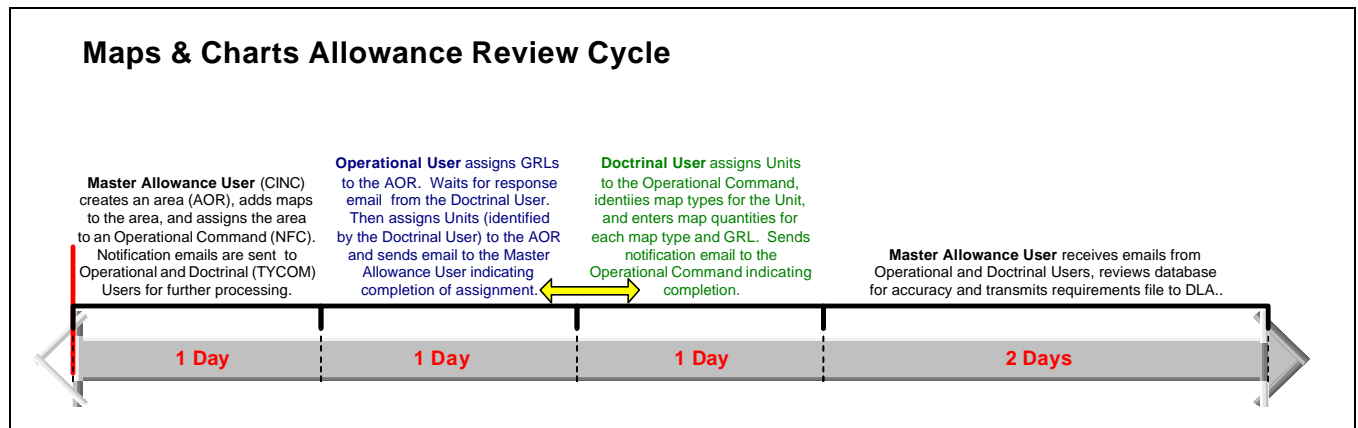 Maps & Charts Allowance Review Cycle
Master Allowance User (CINC)
creates an area (AOR), adds maps
to the area, and assigns the area
to an Operational Command (NFC).
Notification emails are sent to
Operational and Doctrinal (TYCOM)
Users for further processing.
Operational User assigns GRLs
to the AOR. Waits for response
email from the Doctrinal User.
Then assigns Units (identified
by the Doctrinal User) to the AOR
and sends email to the Master
Allowance User indicating
completion of assignment.
Doctrinal User assigns Units
to the Operational Command,
identiies map types for the Unit,
and enters map quantities for
each map type and GRL. Sends
notification email to the
Operational Command indicating
completion.
Master Allowance User receives emails from
Operational and Doctrinal Users, reviews database
for accuracy and transmits requirements file to DLA..
1 Day
1 Day
1 Day
2 Days